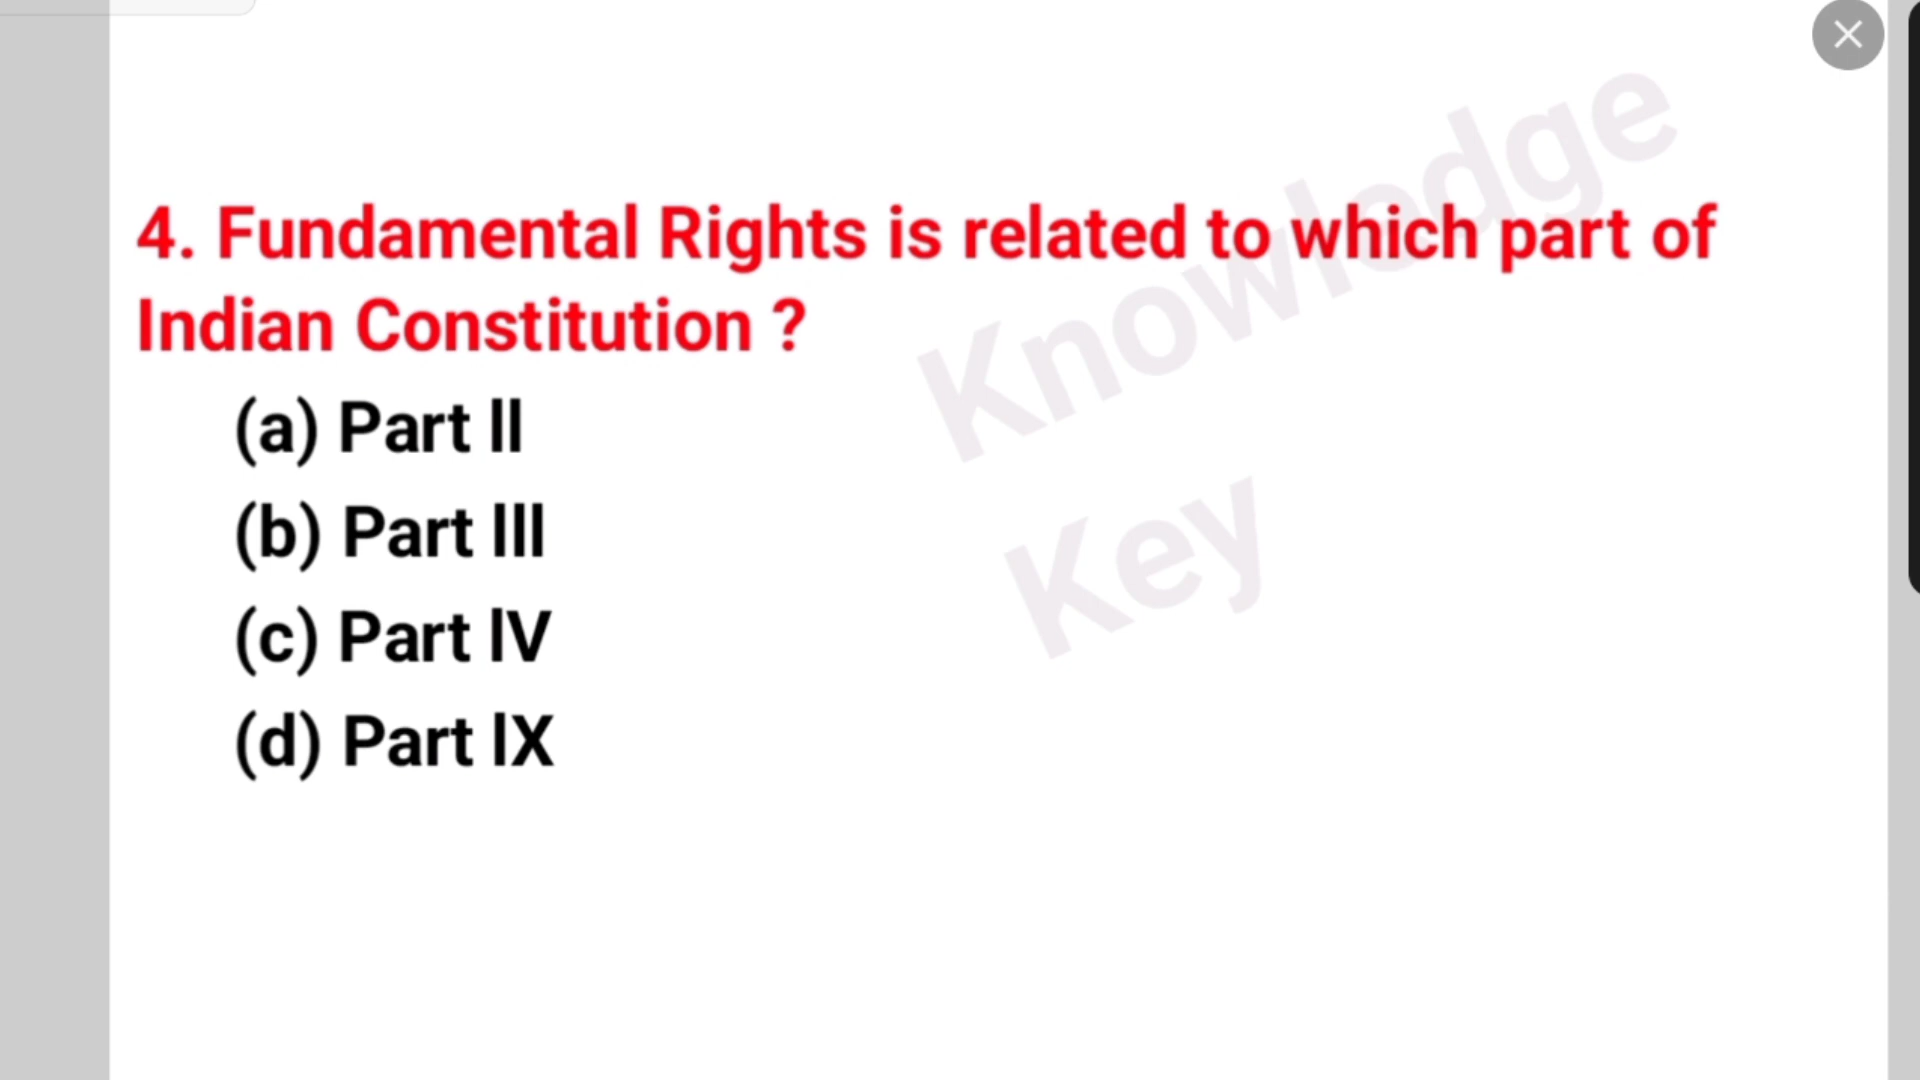 4. Fundamental Rights is related to which part of
Indian Constitution ?
(a) Part II
(b) Part III
(c) Part IV
(d) Part IX
Knowledge
Key